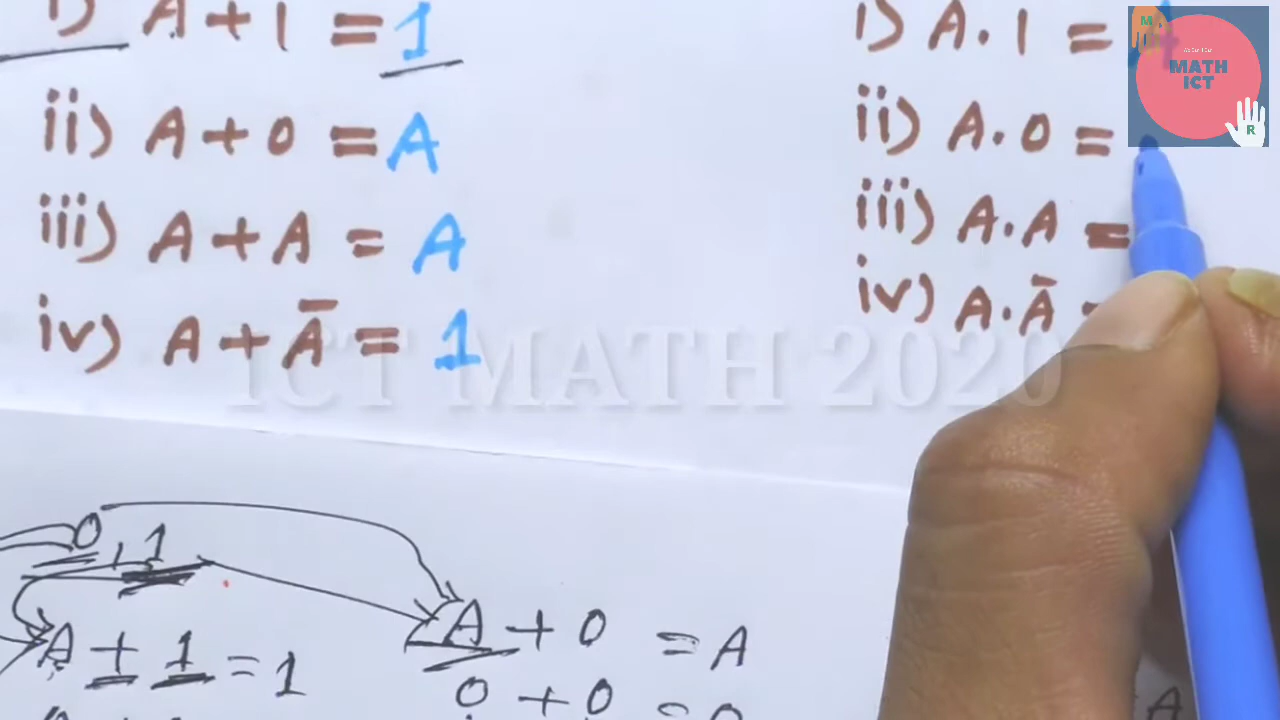 i) A + 1 = 1
ii) A + 0 = A
iii) A + A = A
iv) A + Ā = 1
i) A . 1 = A
ii) A . 0 =
iii) A . A =
iv) A . Ā =
MATH
ICT
M
R
ICT MATH 2020
0 , 1
A + 1 = 1
A + 0 = A
0 + 0 = 0
A